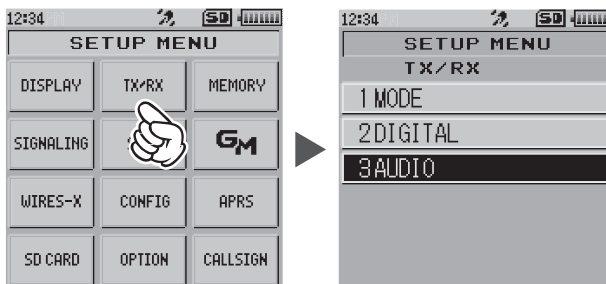 12:34
SD
SETUP MENU
DISPLAY TX/RX MEMORY
SIGNALING GM
WIRES-X CONFIG APRS
SD CARD OPTION CALLSIGN
12:34
SD
SETUP MENU
TX/RX
1 MODE
2 DIGITAL
3 AUDIO